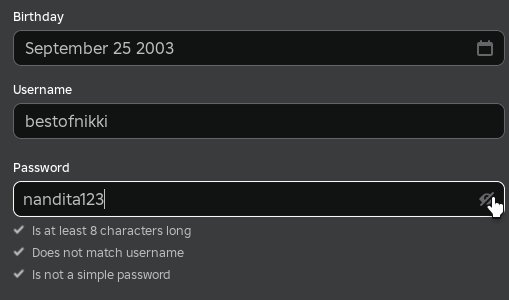 Birthday
September 25 2003
Username
bestofnikki
Password
nandita123
Is at least 8 characters long
Does not match username
Is not a simple password